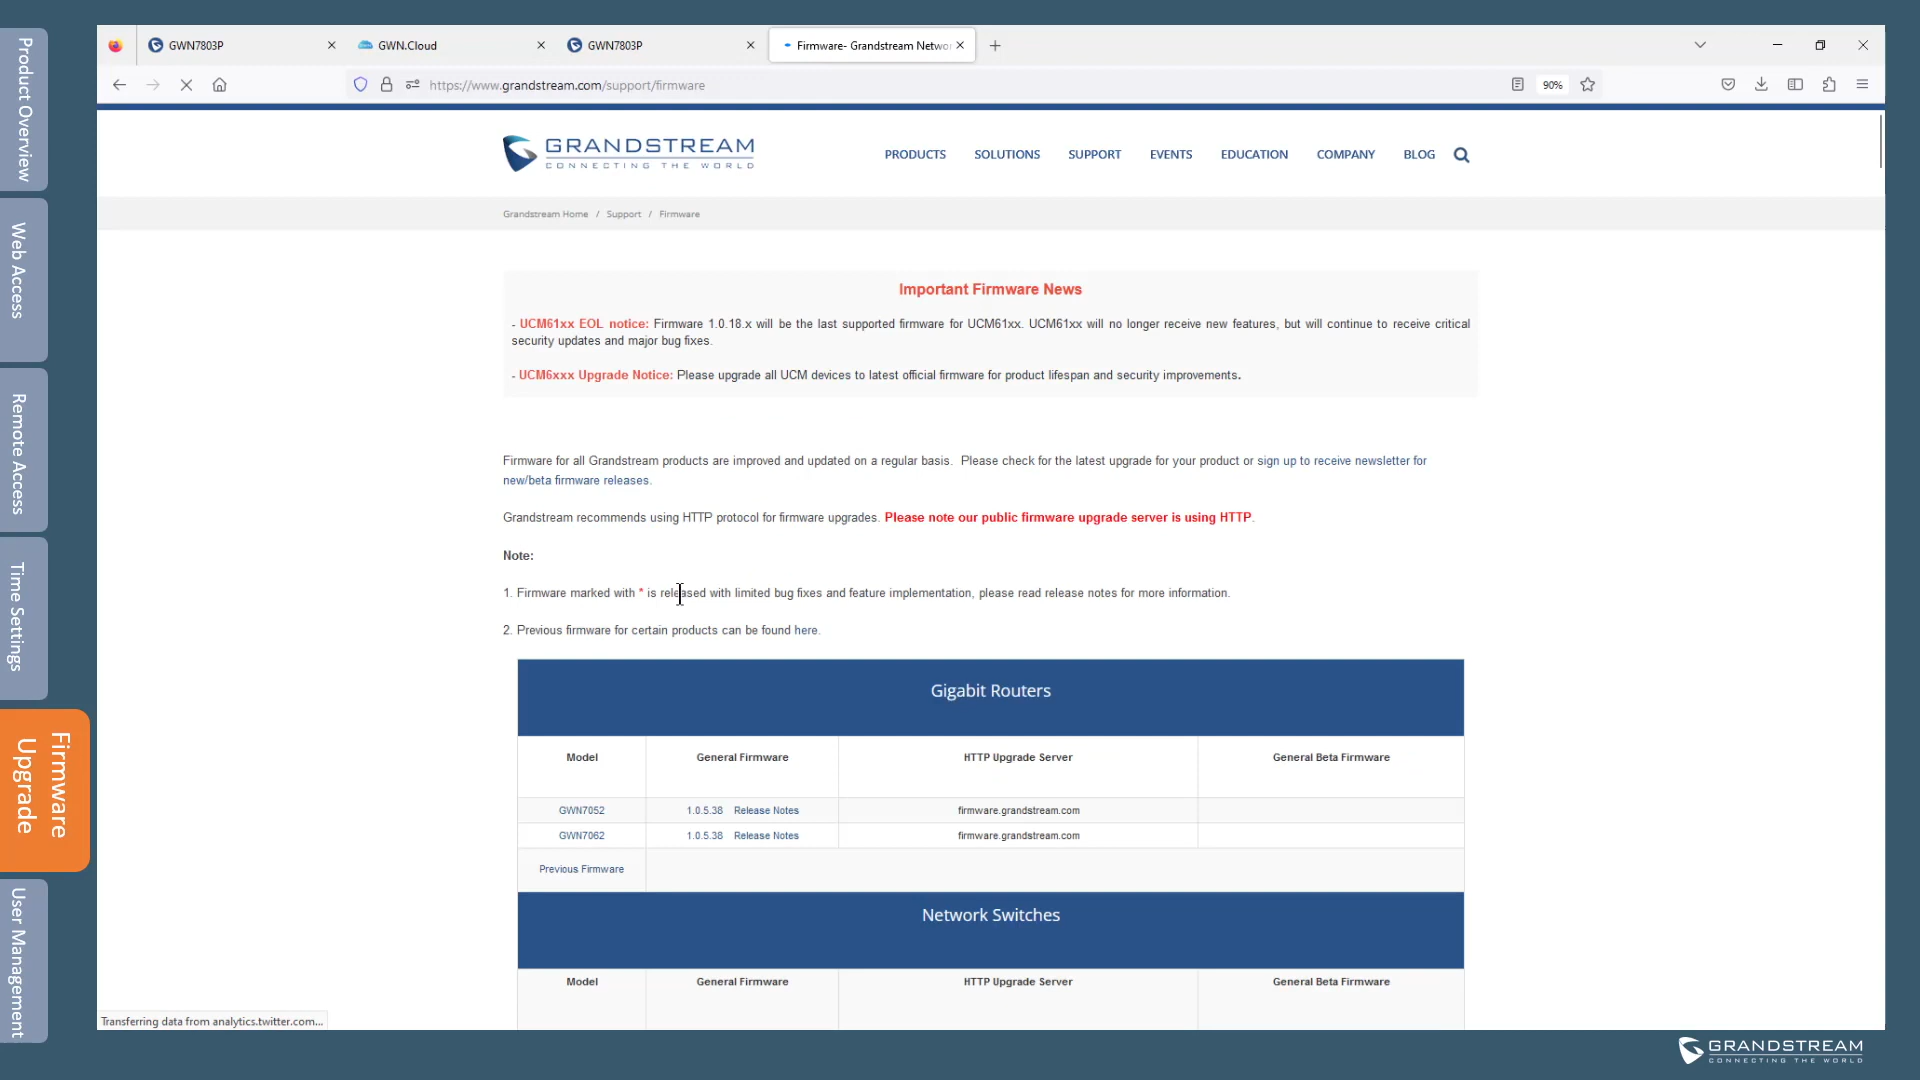 Product Overview
Web Access
Remote Access
Time Settings
Firmware
Upgrade
User Management
GWN7803P
GWN.Cloud
GWN7803P
Firmware- Grandstream Netwo
https://www.grandstream.com/support/firmware
90%
GRANDSTREAM
CONNECTING THE WORLD
PRODUCTS SOLUTIONS SUPPORT EVENTS EDUCATION COMPANY BLOG
Grandstream Home / Support / Firmware
Important Firmware News
- UCM61xx EOL notice: Firmware 1.0.18.x will be the last supported firmware for UCM61xx. UCM61xx will no longer receive new features, but will continue to receive critical
security updates and major bug fixes.
- UCM6xxx Upgrade Notice: Please upgrade all UCM devices to latest official firmware for product lifespan and security improvements.
Firmware for all Grandstream products are improved and updated on a regular basis. Please check for the latest upgrade for your product or sign up to receive newsletter for
new/beta firmware releases.
Grandstream recommends using HTTP protocol for firmware upgrades. Please note our public firmware upgrade server is using HTTP.
Note:
1. Firmware marked with * is released with limited bug fixes and feature implementation, please read release notes for more information.
2. Previous firmware for certain products can be found here.
Gigabit Routers
Model General Firmware HTTP Upgrade Server General Beta Firmware
GWN7052 1.0.5.38 Release Notes firmware.grandstream.com
GWN7062 1.0.5.38 Release Notes firmware.grandstream.com
Previous Firmware
Network Switches
Model General Firmware HTTP Upgrade Server General Beta Firmware
Transferring data from analytics.twitter.com...
GRANDSTREAM
CONNECTING THE WORLD